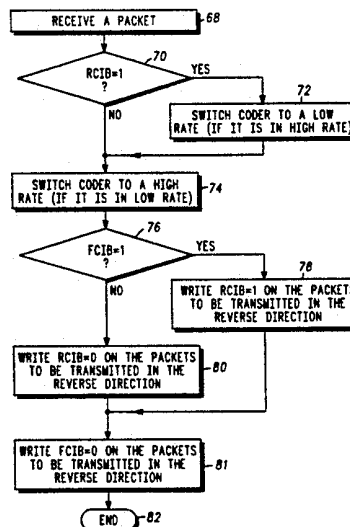 RECEIVE A PACKET
68
RCIB=1
?
70
YES
NO
72
SWITCH CODER TO A LOW
RATE (IF IT IS IN HIGH RATE)
SWITCH CODER TO A HIGH
RATE (IF IT IS IN LOW RATE)
74
FCIB=1
?
76
YES
NO
78
WRITE RCIB=1 ON THE PACKETS
TO BE TRANSMITTED IN THE
REVERSE DIRECTION
WRITE RCIB=0 ON THE PACKETS
TO BE TRANSMITTED IN THE
REVERSE DIRECTION
80
WRITE FCIB=0 ON THE PACKETS
TO BE TRANSMITTED IN THE
REVERSE DIRECTION
81
END
82